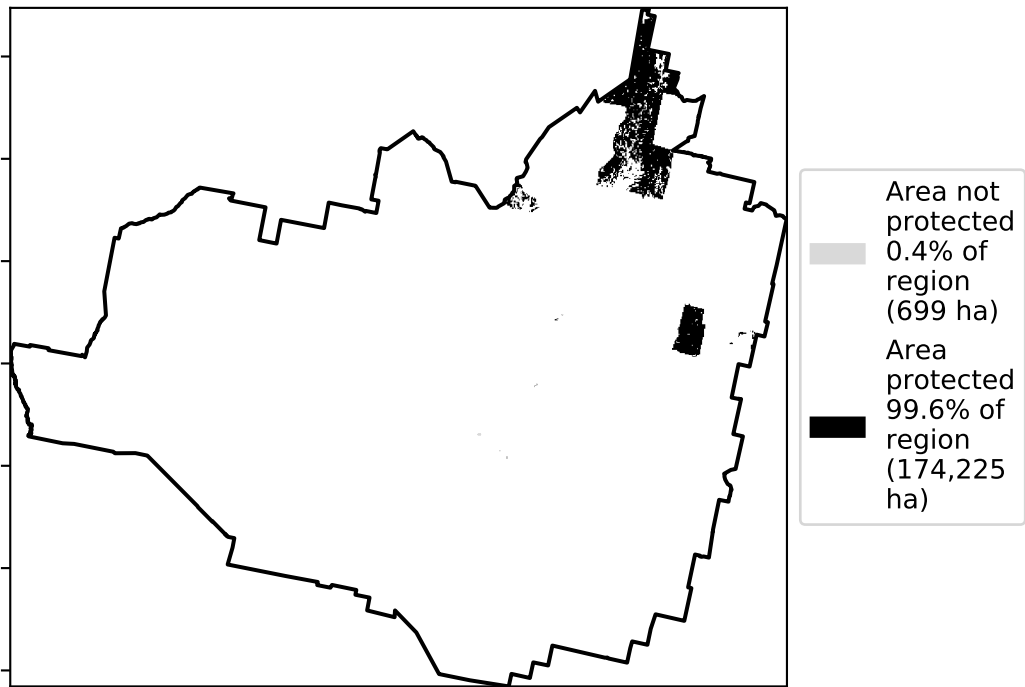 Area not
protected
0.4% of
region
(699 ha)
Area
protected
99.6% of
region
(174,225
ha)